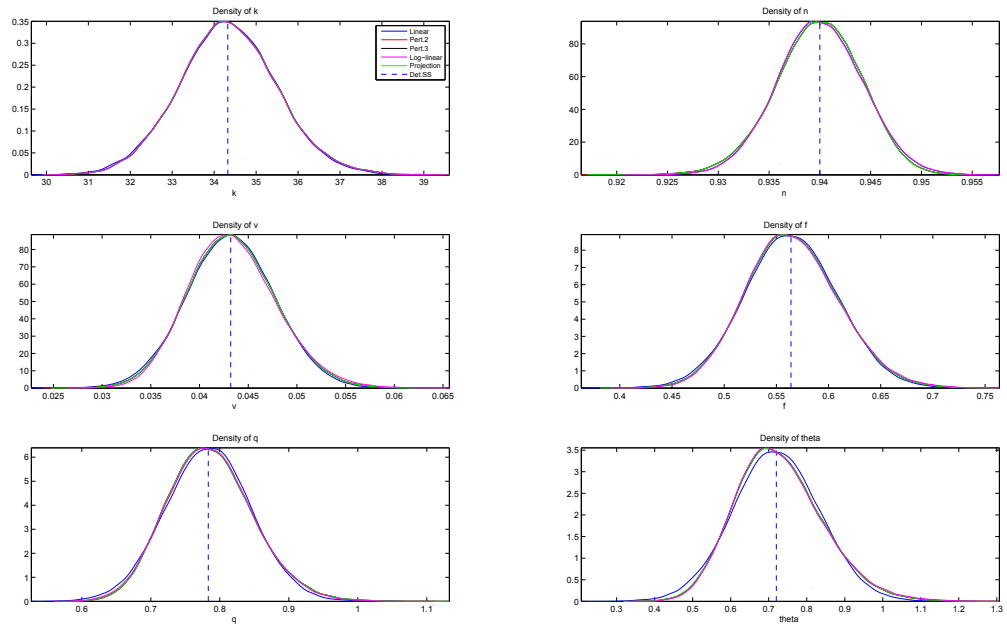 Density of k
0.35
0.3
0.25
0.2
0.15
0.1
0.05
0
30 31 32 33 34 35 36 37 38 39
k
Linear
Pert.2
Pert.3
Log−linear
Projection
Det.SS
Density of n
80
60
40
20
0
0.92 0.925 0.93 0.935 0.94 0.945 0.95 0.955
n
Density of v
80
70
60
50
40
30
20
10
0
0.025 0.03 0.035 0.04 0.045 0.05 0.055 0.06 0.065
v
Density of f
8
7
6
5
4
3
2
1
0
0.4 0.45 0.5 0.55 0.6 0.65 0.7 0.75
f
Density of q
6
5
4
3
2
1
0
0.6 0.7 0.8 0.9 1 1.1
q
Density of theta
3.5
3
2.5
2
1.5
1
0.5
0
0.3 0.4 0.5 0.6 0.7 0.8 0.9 1 1.1 1.2 1.3
theta